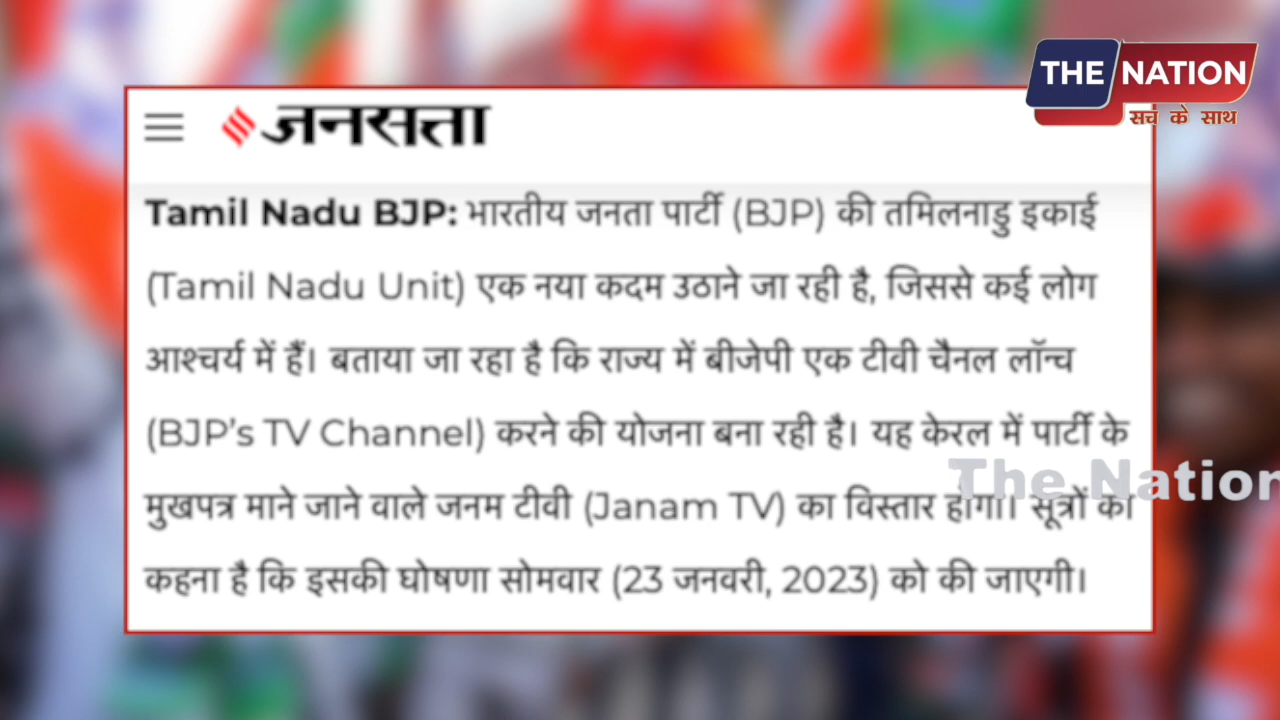 THE NATION
सच के साथ
जनसत्ता
Tamil Nadu BJP: भारतीय जनता पार्टी (BJP) की तमिलनाडु इकाई
(Tamil Nadu Unit) एक नया कदम उठाने जा रही है, जिससे कई लोग
आश्चर्य में हैं। बताया जा रहा है कि राज्य में बीजेपी एक टीवी चैनल लॉन्च
(BJP's TV Channel) करने की योजना बना रही है। यह केरल में पार्टी के
मुखपत्र माने जाने वाले जनम टीवी (Janam TV) का विस्तार होगा। सूत्रों का
कहना है कि इसकी घोषणा सोमवार (23 जनवरी, 2023) को की जाएगी।
The Nation